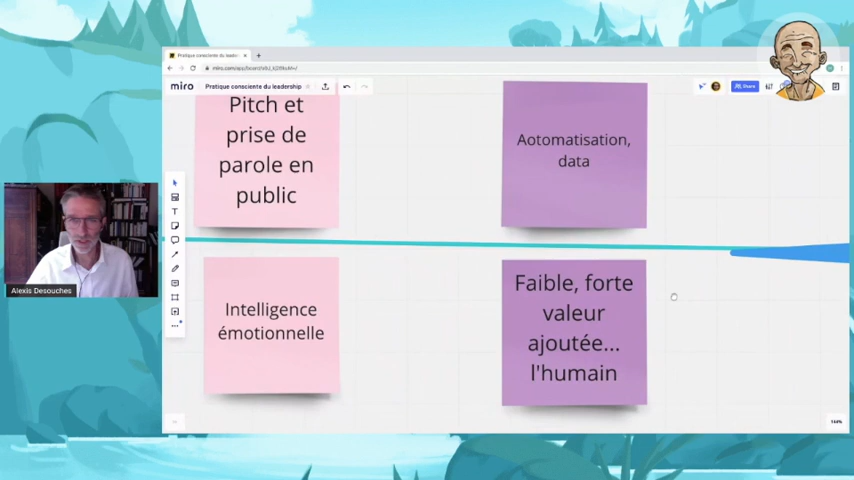 Pratique consciente du leader
miro.com/app/board/
miro
Pratique consciente du leadership
Share
Pitch et
prise de
parole en
public
Aotomatisation,
data
Intelligence
émotionnelle
Faible, forte
valeur
ajoutée...
l'humain
Alexis Desouches